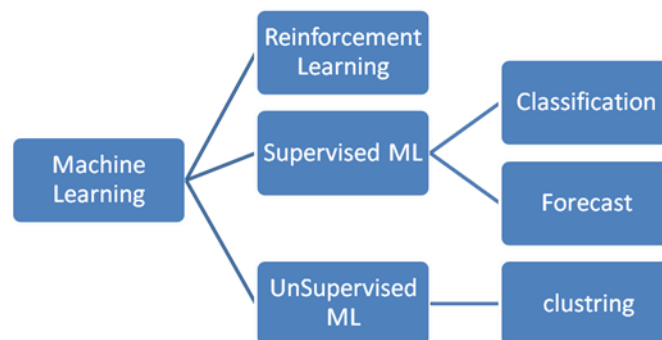 Reinforcement
Learning
Classification
Supervised ML
Machine
Learning
Forecast
UnSupervised
ML
clustring